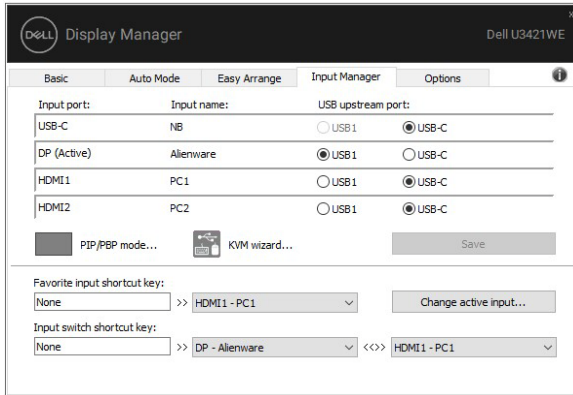 DELL Display Manager Dell U3421WE
Basic Auto Mode Easy Arrange Input Manager Options
Input port: Input name: USB upstream port:
USB-C NB USB1 USB-C
DP (Active) Alienware USB1 USB-C
HDMI1 PC1 USB1 USB-C
HDMI2 PC2 USB1 USB-C
PIP/PBP mode... KVM wizard... Save
Favorite input shortcut key:
None >> HDMI1 - PC1 Change active input...
Input switch shortcut key:
None >> DP - Alienware <<>> HDMI1 - PC1